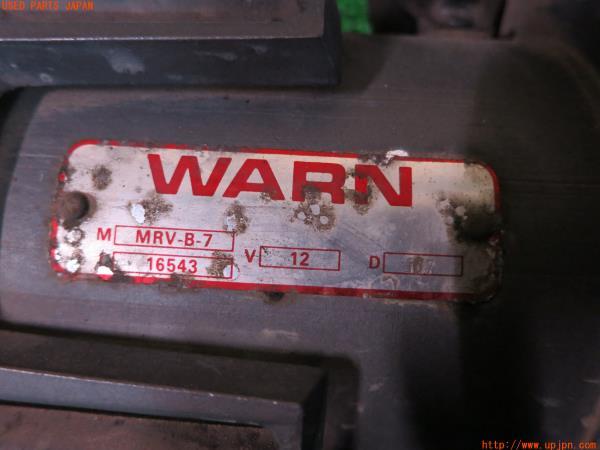 USED PARTS JAPAN
WARN
M MRV-B-7
16543 V 12 D
http://www.upjpn.com/